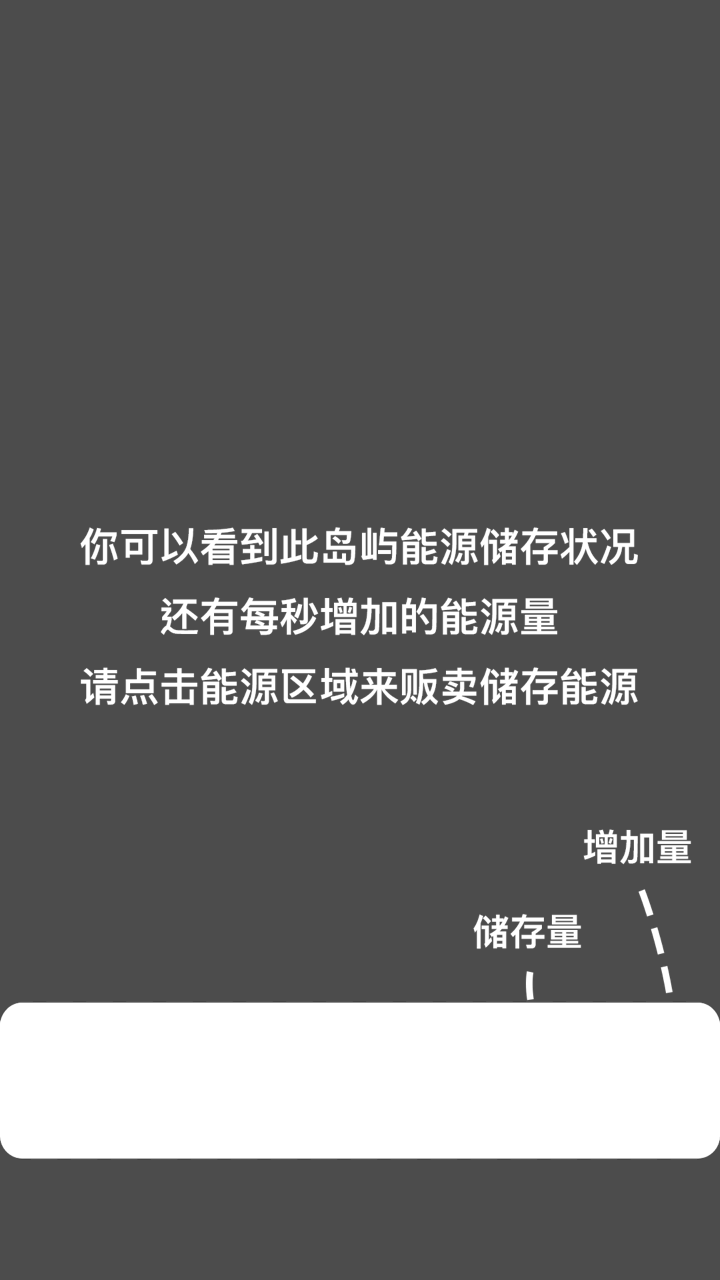 你可以看到此岛屿能源储存状况
还有每秒增加的能源量
请点击能源区域来贩卖储存能源
增加量
储存量